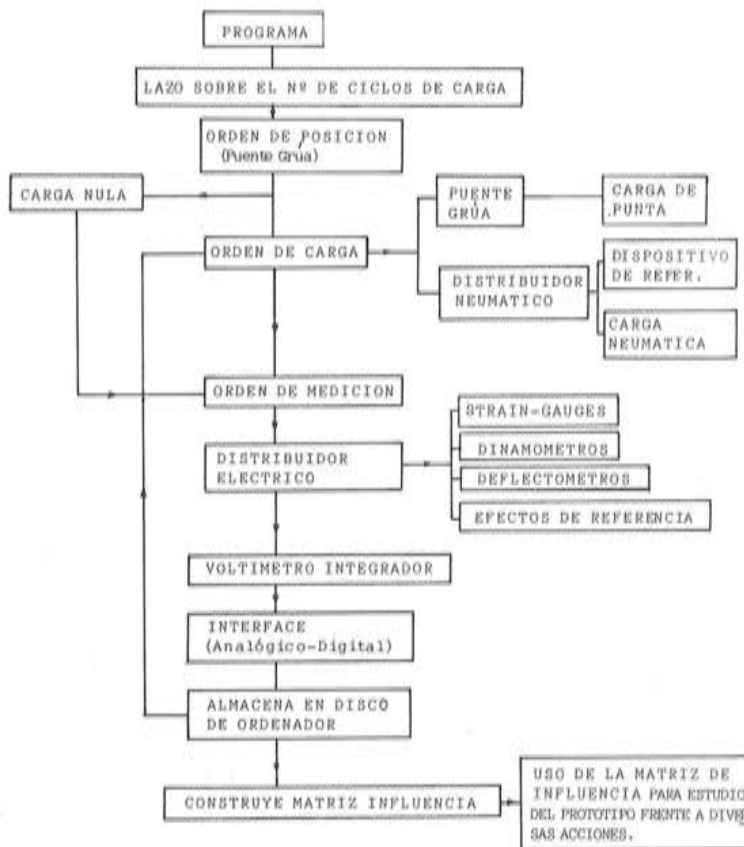 PROGRAMA
LAZO SOBRE EL Nº DE CICLOS DE CARGA
ORDEN DE POSICION
(Puente Grúa)
CARGA NULA
PUENTE
GRÚA
CARGA DE
PUNTA
ORDEN DE CARGA
DISPOSITIVO
DE REFER.
DISTRIBUIDOR
NEUMATICO
CARGA
NEUMATICA
ORDEN DE MEDICION
STRAIN=GAUGES
DISTRIBUIDOR
ELECTRICO
DINAMOMETROS
DEFLECTOMETROS
EFECTOS DE REFERENCIA
VOLTIMETRO INTEGRADOR
INTERFACE
(Analógico-Digital)
ALMACENA EN DISCO
DE ORDENADOR
CONSTRUYE MATRIZ INFLUENCIA
USO DE LA MATRIZ DE
INFLUENCIA PARA ESTUDIO
DEL PROTOTIPO FRENTE A DIVE
SAS ACCIONES.